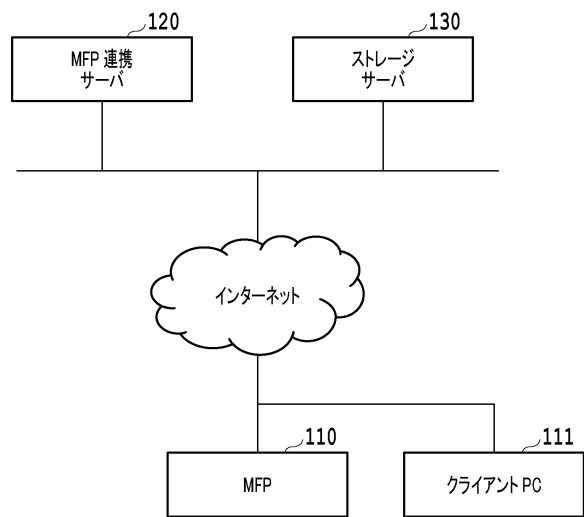 120
MFP 連携
サーバ
130
ストレージ
サーバ
インターネット
110
MFP
111
クライアント PC